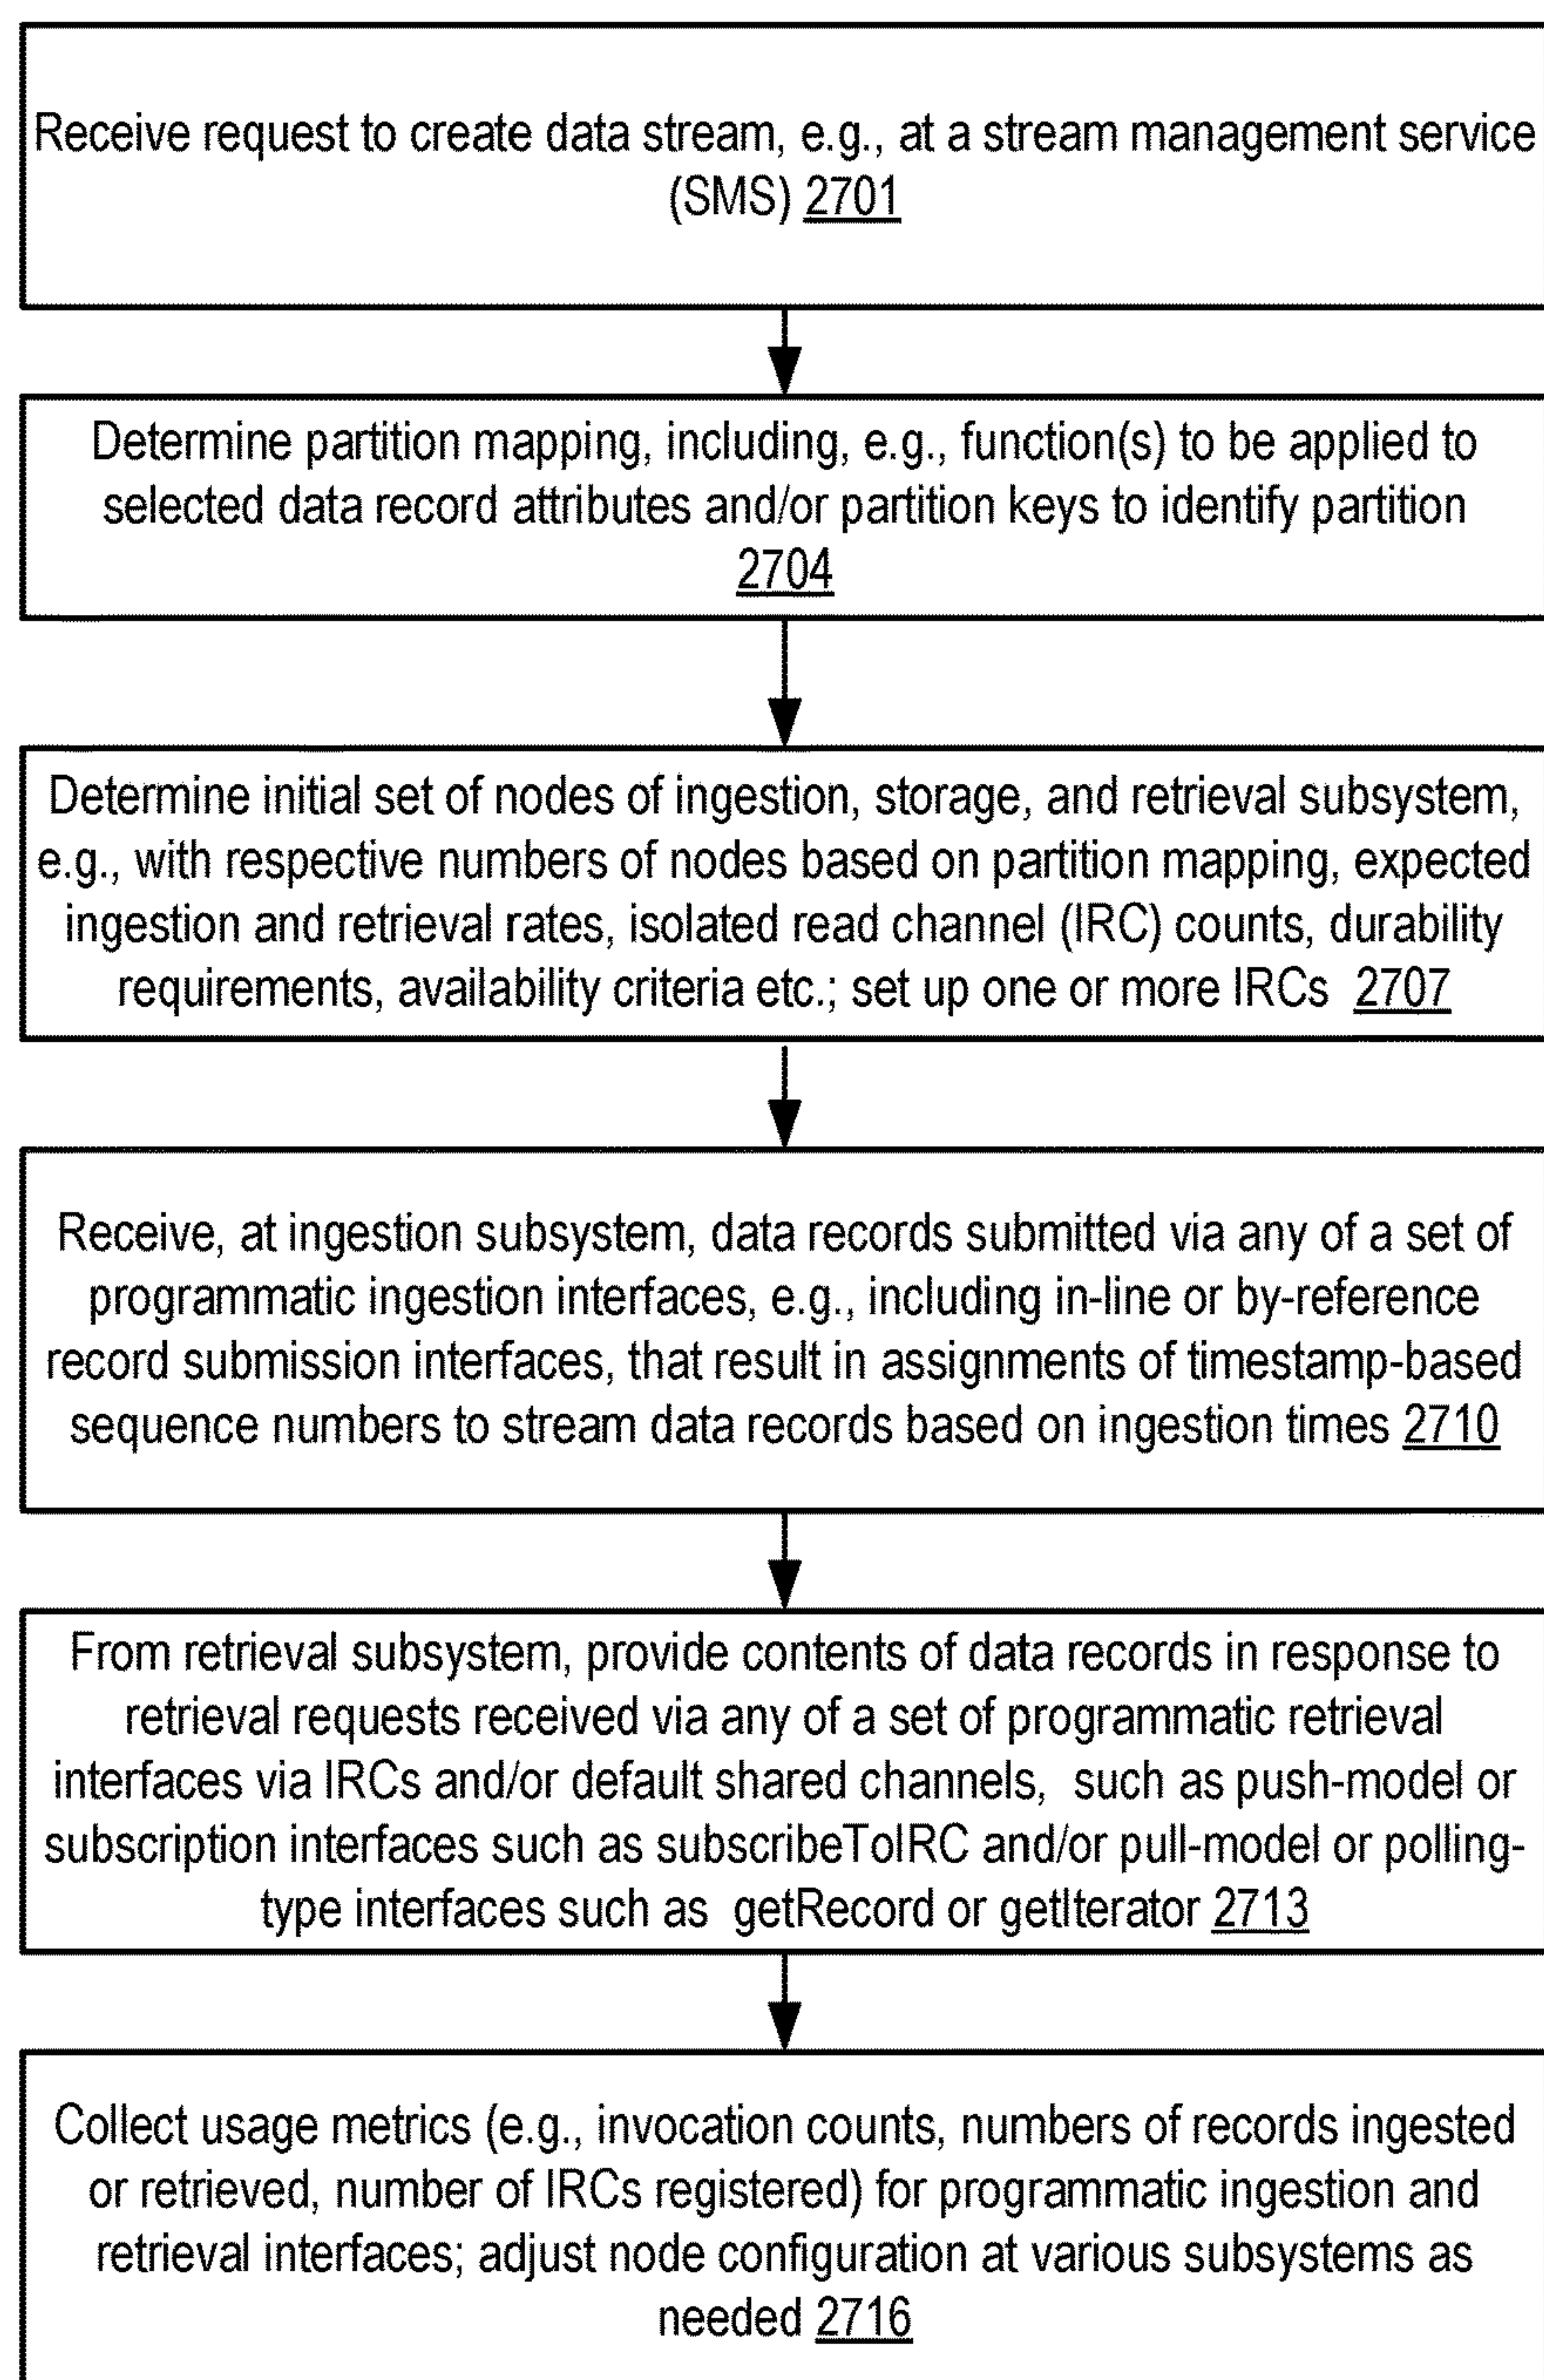 Receive request to create data stream, e.g., at a stream management service
(SMS) 2701
Determine partition mapping, including, e.g., function(s) to be applied to
selected data record attributes and/or partition keys to identify partition
2704
Determine initial set of nodes of ingestion, storage, and retrieval subsystem,
e.g., with respective numbers of nodes based on partition mapping, expected
ingestion and retrieval rates, isolated read channel (IRC) counts, durability
requirements, availability criteria etc.; set up one or more IRCs 2707
Receive, at ingestion subsystem, data records submitted via any of a set of
programmatic ingestion interfaces, e.g., including in-line or by-reference
record submission interfaces, that result in assignments of timestamp-based
sequence numbers to stream data records based on ingestion times 2710
From retrieval subsystem, provide contents of data records in response to
retrieval requests received via any of a set of programmatic retrieval
interfaces via IRCs and/or default shared channels, such as push-model or
subscription interfaces such as subscribeToIRC and/or pull-model or polling-
type interfaces such as getRecord or getIterator 2713
Collect usage metrics (e.g., invocation counts, numbers of records ingested
or retrieved, number of IRCs registered) for programmatic ingestion and
retrieval interfaces; adjust node configuration at various subsystems as
needed 2716